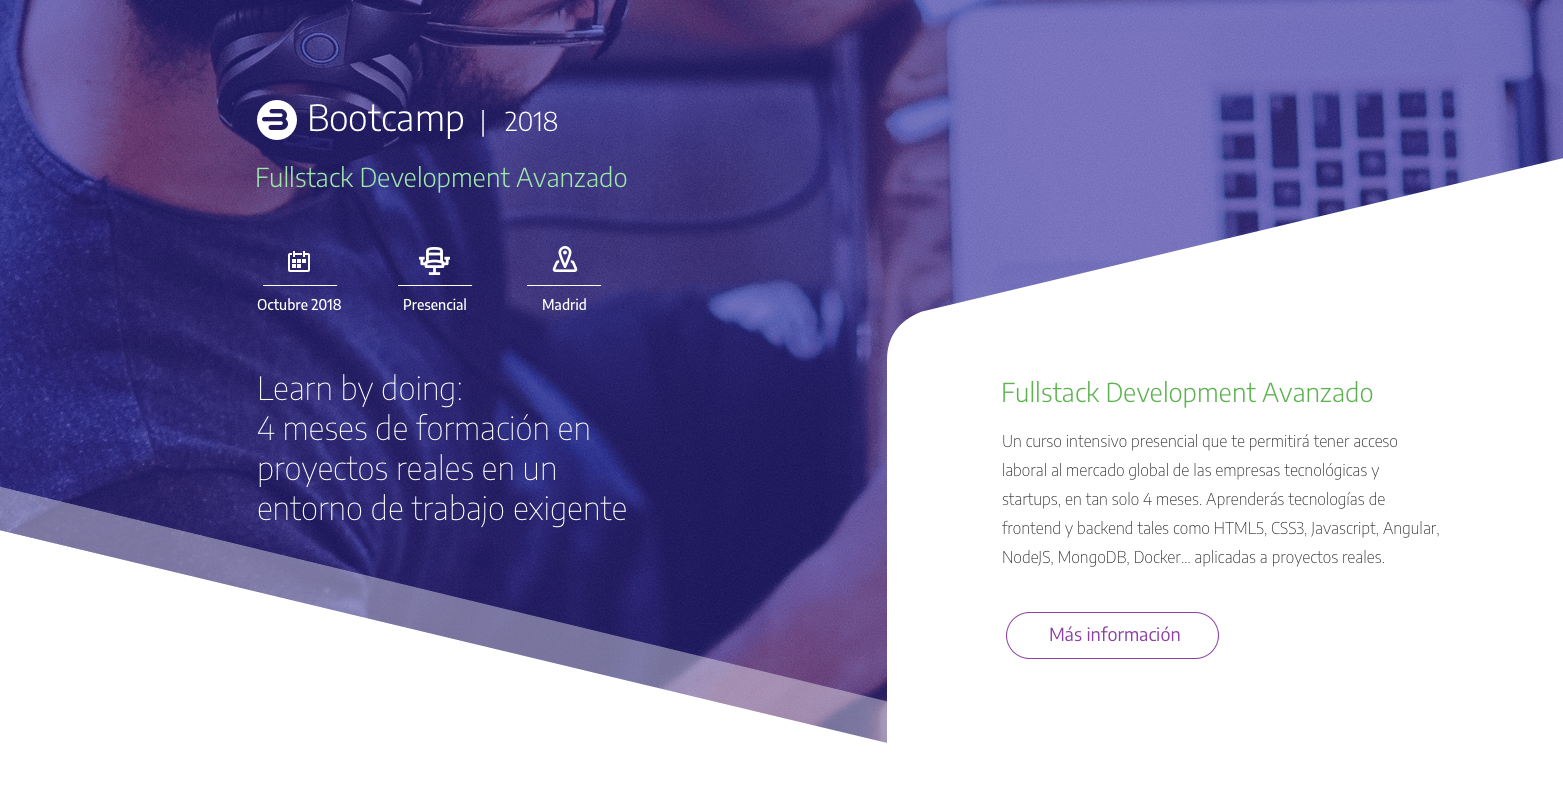 Bootcamp | 2018
Fullstack Development Avanzado
Octubre 2018
Presencial
Madrid
Learn by doing:
4 meses de formación en
proyectos reales en un
entorno de trabajo exigente
Fullstack Development Avanzado
Un curso intensivo presencial que te permitirá tener acceso
laboral al mercado global de las empresas tecnológicas y
startups, en tan solo 4 meses. Aprenderás tecnologías de
frontend y backend tales como HTML5, CSS3, Javascript, Angular,
NodeJS, MongoDB, Docker... aplicadas a proyectos reales.
Más información